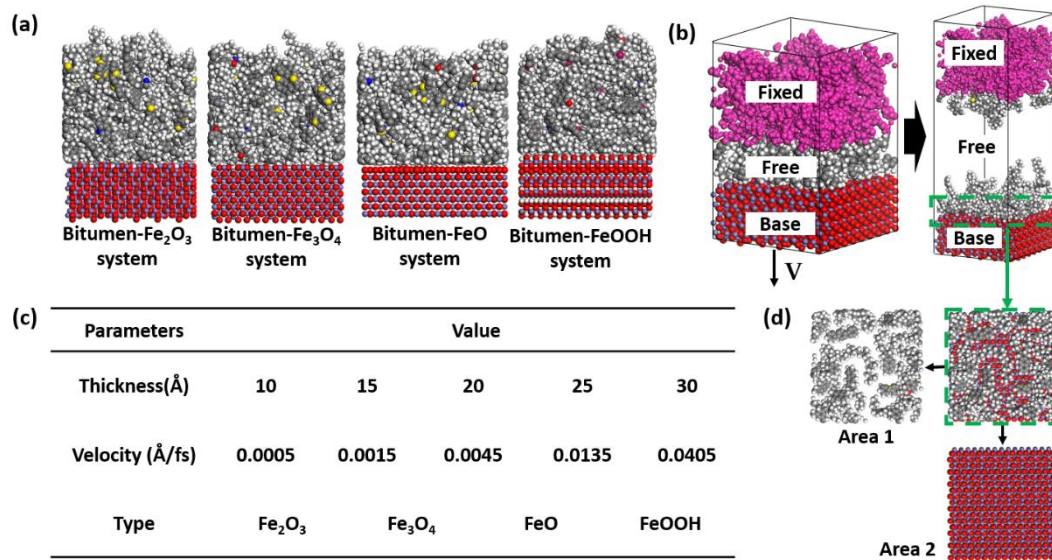 (a)
Bitumen-Fe₂O₃ system
Bitumen-Fe₃O₄ system
Bitumen-FeO system
Bitumen-FeOOH system
(b)
Fixed
Free
Base
V
Fixed
Free
Base
(c)
Parameters Value
Thickness(Å) 10 15 20 25 30
Velocity (Å/fs) 0.0005 0.0015 0.0045 0.0135 0.0405
Type Fe₂O₃ Fe₃O₄ FeO FeOOH
(d)
Area 1
Area 2